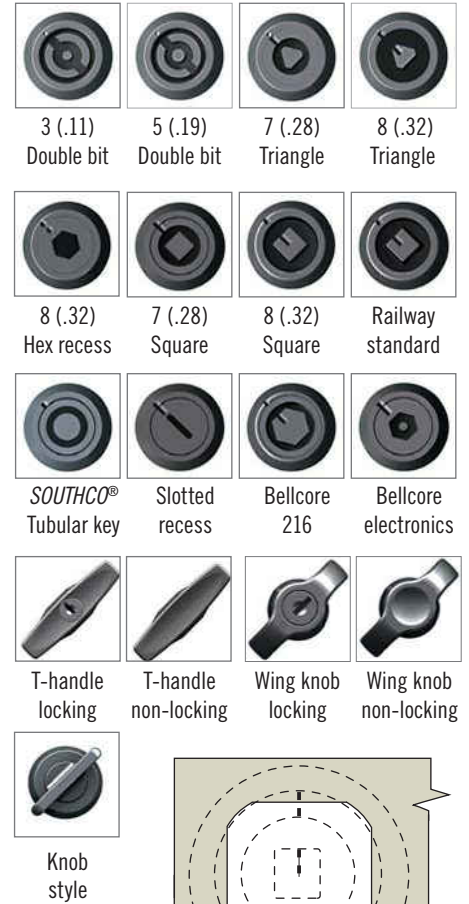 3 (.11)
Double bit
5 (.19)
Double bit
7 (.28)
Triangle
8 (.32)
Triangle
8 (.32)
Hex recess
7 (.28)
Square
8 (.32)
Square
Railway
standard
SOUTHCO®
Tubular key
Slotted
recess
Bellcore
216
Bellcore
electronics
T-handle
locking
T-handle
non-locking
Wing knob
locking
Wing knob
non-locking
Knob
style